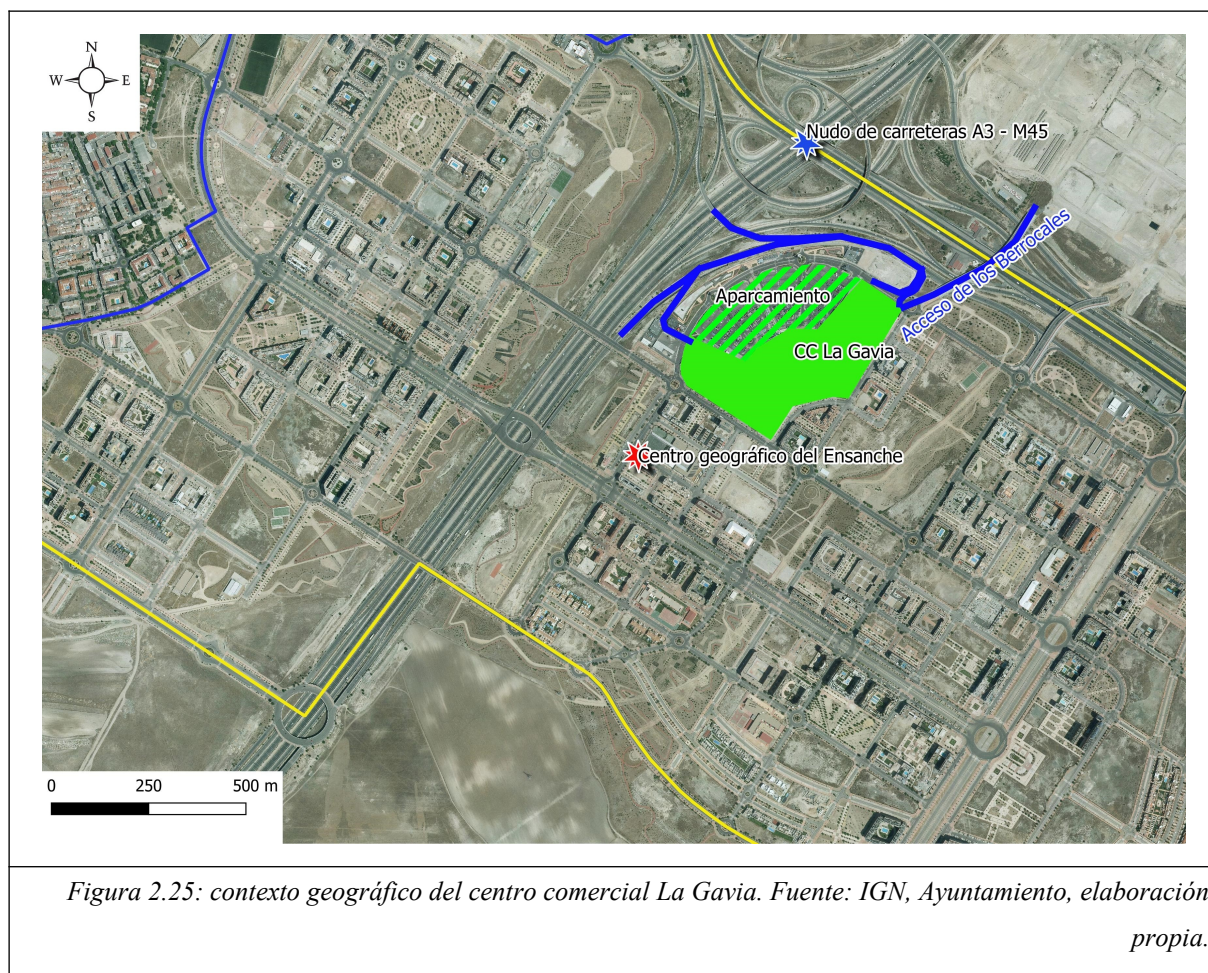 N
W E
S
Nudo de carreteras A3 - M45
Acceso de los Berrocales
Aparcamiento
CC La Gavia
Centro geográfico del Ensanche
0 250 500 m
Figura 2.25: contexto geográfico del centro comercial La Gavia. Fuente: IGN, Ayuntamiento, elaboración
propia.